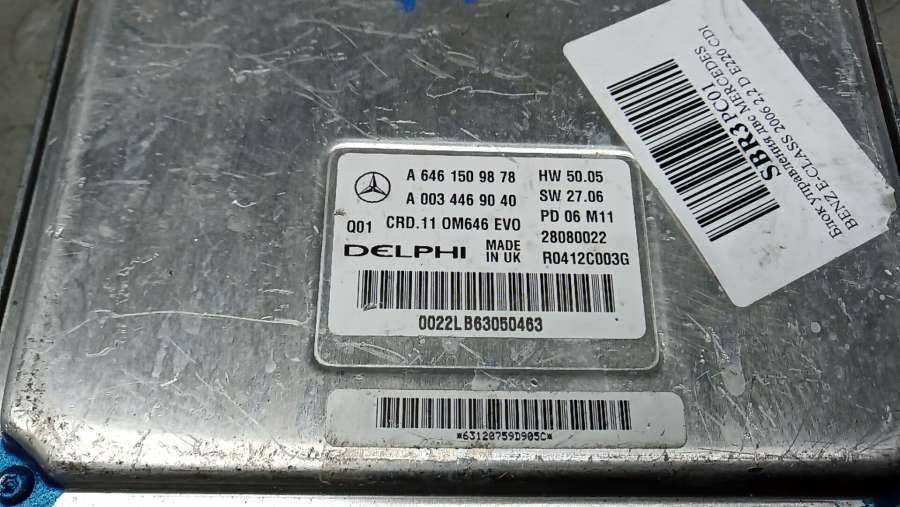 A 646 150 98 78
HW 50.05
A 003 446 90 40
SW 27.06
Q01
CRD.11 OM646 EVO
PD 06 M11
DELPHI
MADE IN UK
28080022
R0412C003G
0022LB63050463
*63120759D905C*
SBR3PC01
Блок управления двс MERCEDES
BENZ E-CLASS 2006 2,2 D E220 CDI